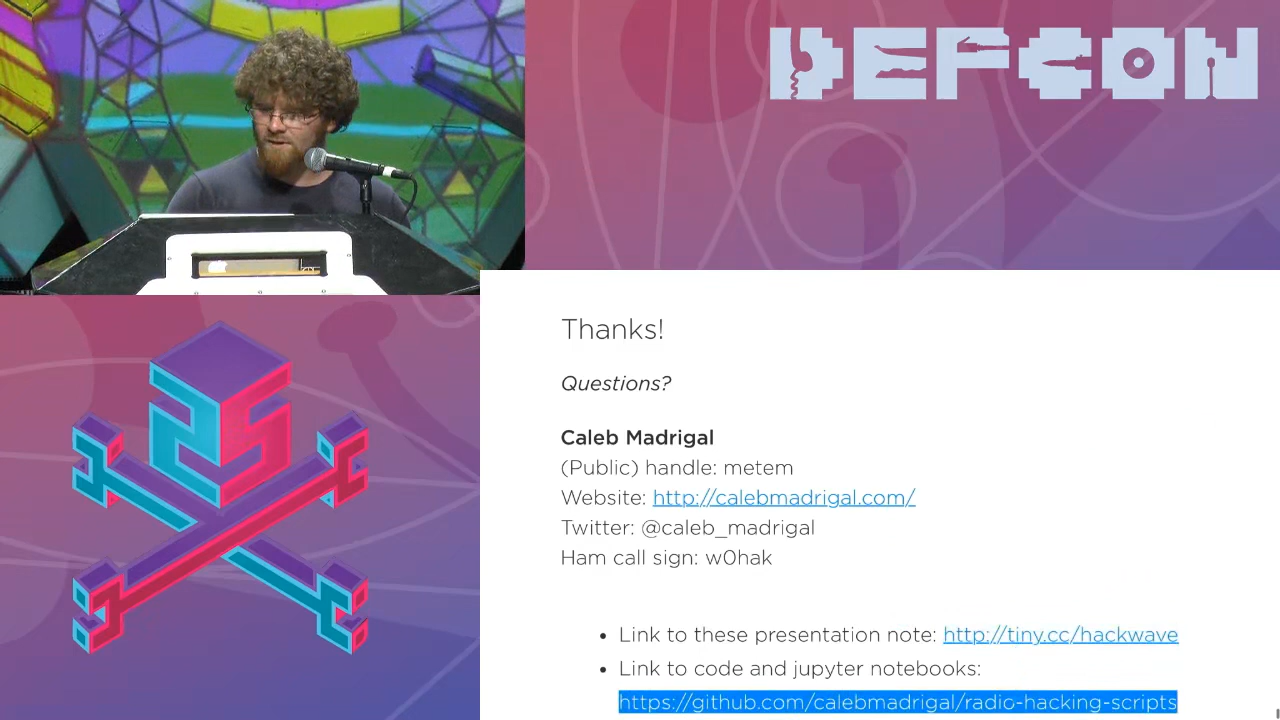 DEFCON
25
Thanks!
Questions?
Caleb Madrigal
(Public) handle: metem
Website: http://calebmadrigal.com/
Twitter: @caleb_madrigal
Ham call sign: w0hak
• Link to these presentation note: http://tiny.cc/hackwave
• Link to code and jupyter notebooks:
https://github.com/calebmadrigal/radio-hacking-scripts